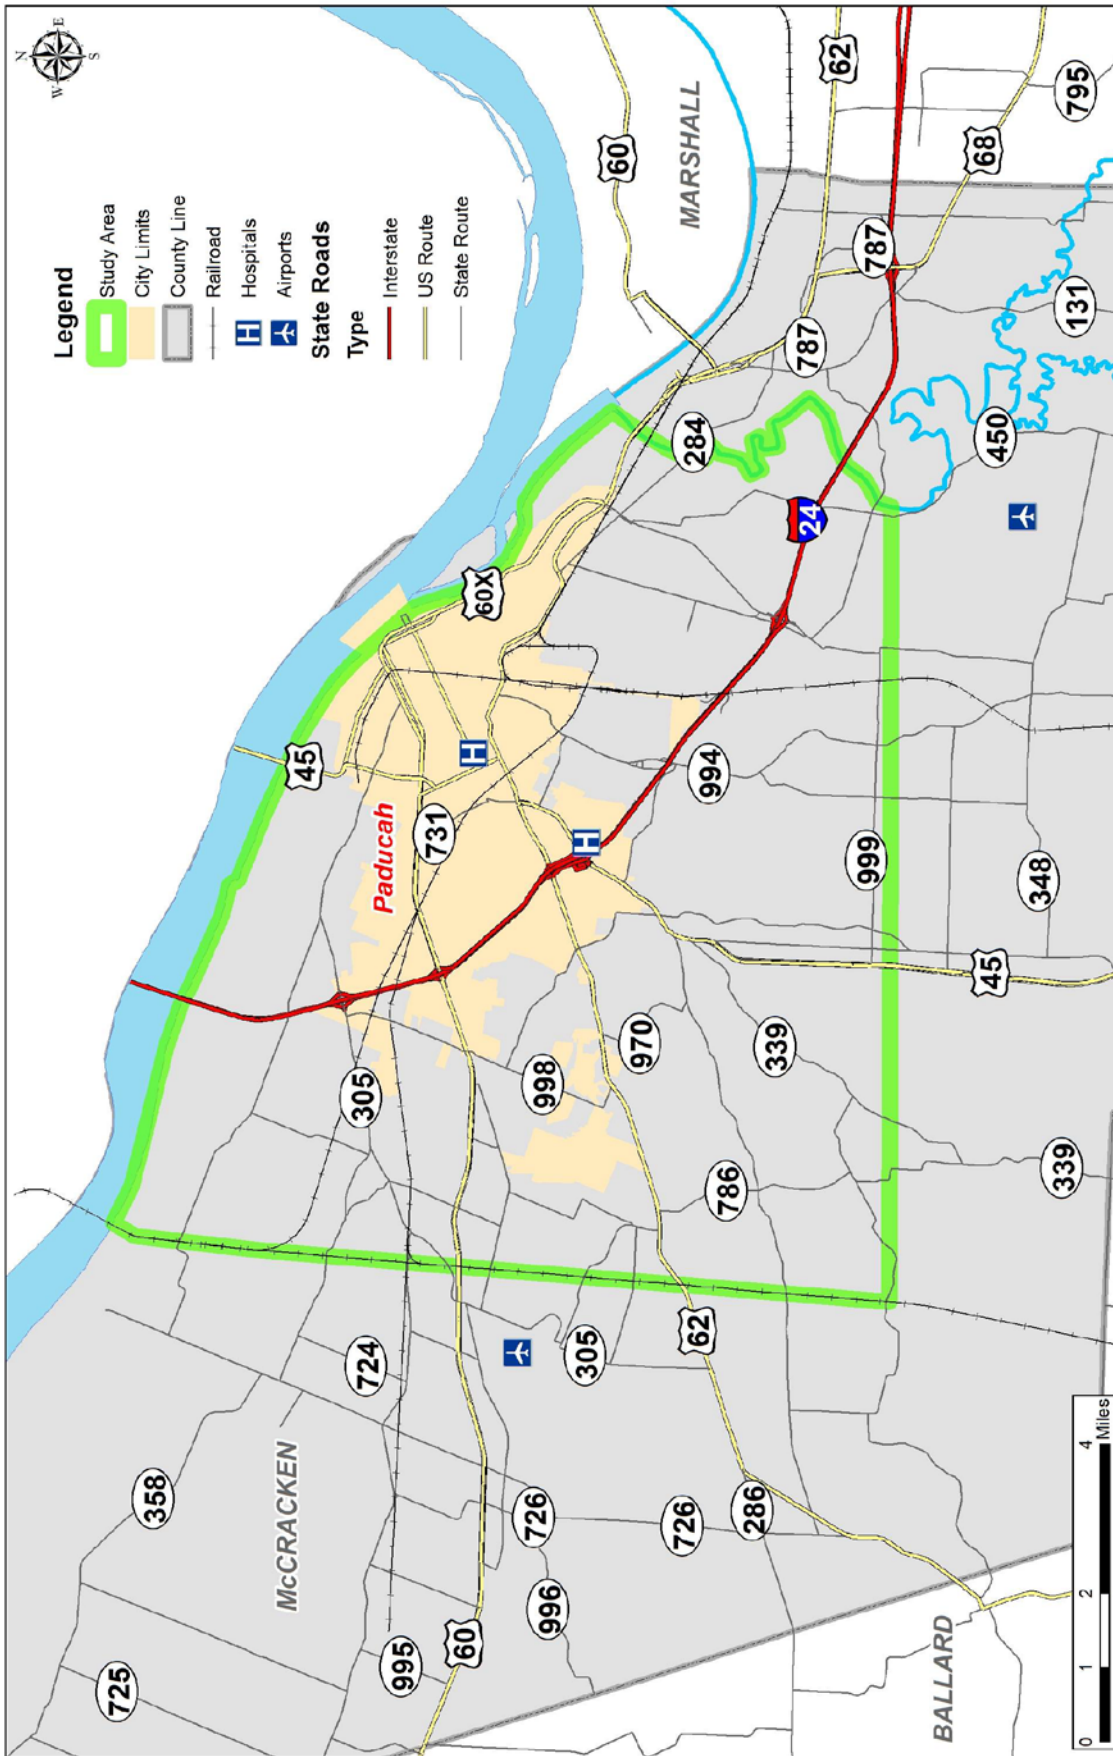 N
W
E
S
Legend
Study Area
City Limits
County Line
Railroad
H
Hospitals
Airports
State Roads
Type
Interstate
US Route
State Route
358
725
McCRACKEN
724
305
45
Paducah
731
60X
60
MARSHALL
62
995
60
726
996
305
998
H
H
284
787
787
68
795
726
286
62
786
970
339
994
24
999
450
131
BALLARD
339
45
348
0
1
2
4
Miles